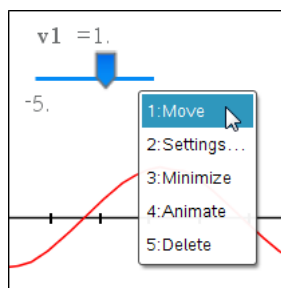 v1 =1.
-5.
1:Move
2:Settings...
3:Minimize
4:Animate
5:Delete